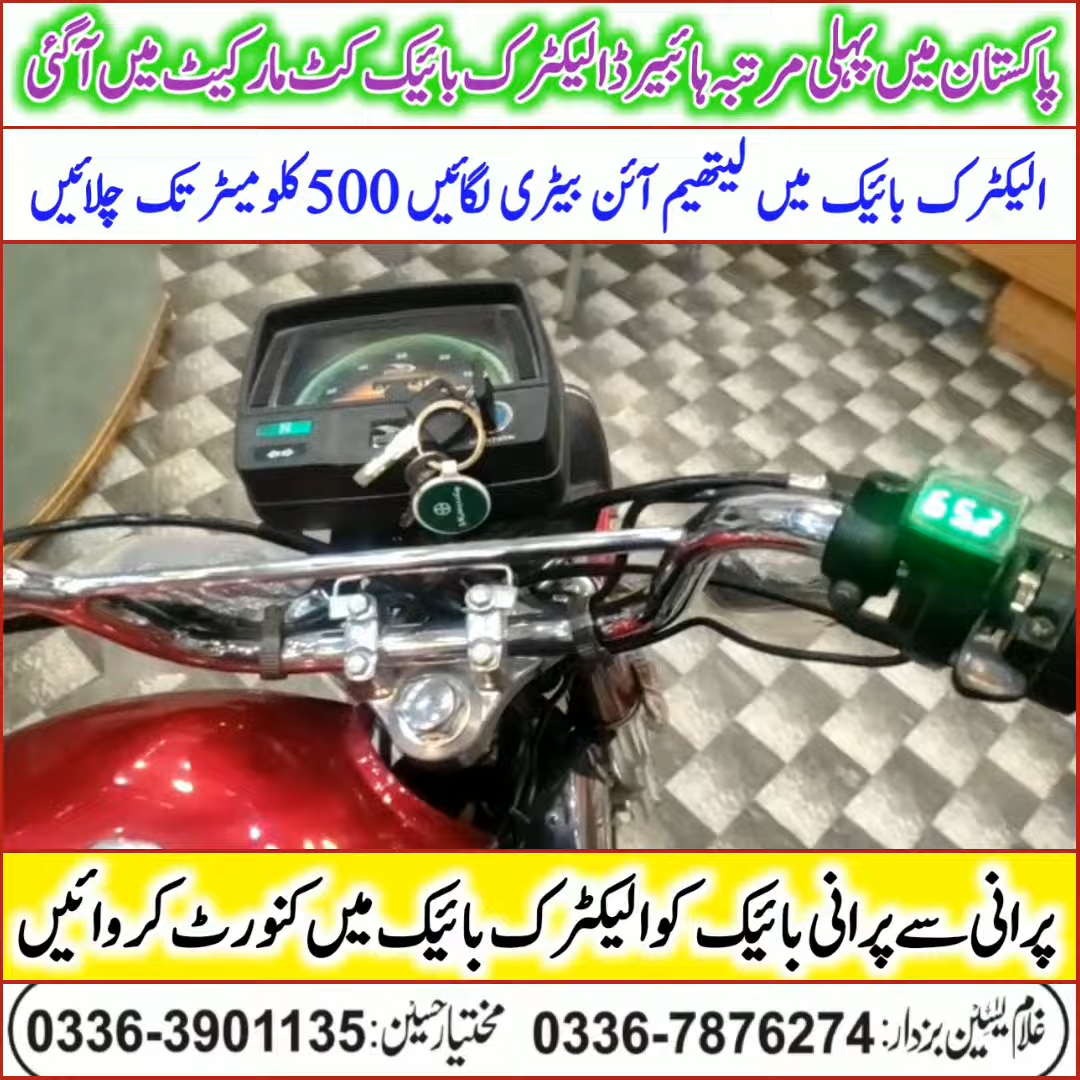 پاکستان میں پہلی مرتبہ ہائبیرڈ الیکٹرک بائیک کٹ مارکیٹ میں آگئی
الیکٹرک بائیک میں لیتھیم آئن بیٹری لگائیں 500 کلومیٹر تک چلائیں
N
پرانی سے پرانی بائیک کو الیکٹرک بائیک میں کنورٹ کروائیں
غلام یٰسین بزدار: 0336-7876274 مختیار حسین: 0336-3901135